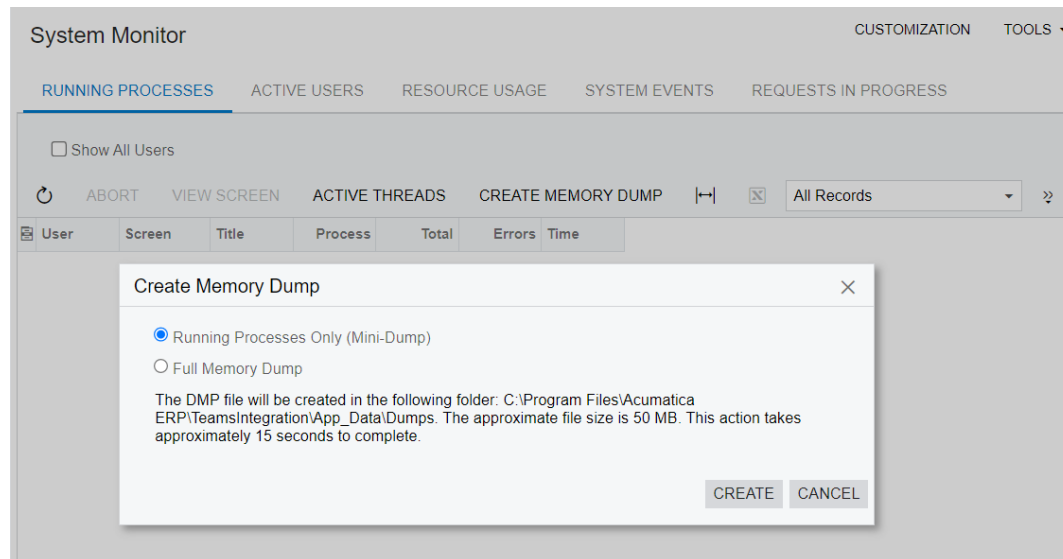 System Monitor
CUSTOMIZATION
TOOLS
RUNNING PROCESSES
ACTIVE USERS
RESOURCE USAGE
SYSTEM EVENTS
REQUESTS IN PROGRESS
Show All Users
ABORT
VIEW SCREEN
ACTIVE THREADS
CREATE MEMORY DUMP
All Records
User
Screen
Title
Process
Total
Errors
Time
Create Memory Dump
Running Processes Only (Mini-Dump)
Full Memory Dump
The DMP file will be created in the following folder: C:\Program Files\Acumatica
ERP\TeamsIntegration\App_Data\Dumps. The approximate file size is 50 MB. This action takes
approximately 15 seconds to complete.
CREATE
CANCEL